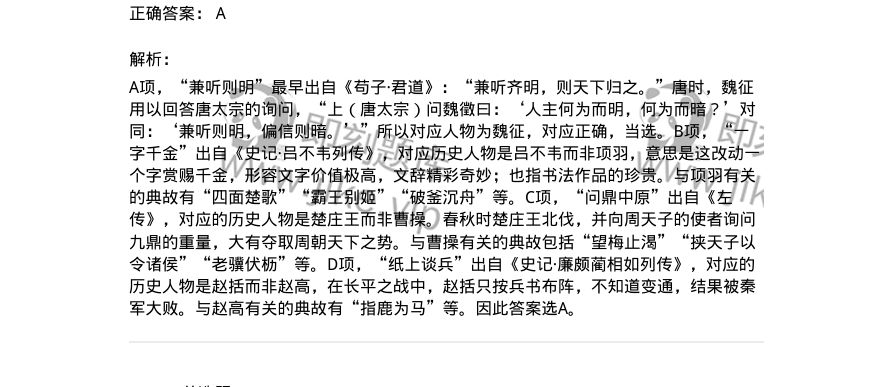 正确答案： A
解析：
A项，“兼听则明”最早出自《荀子·君道》：“兼听齐明，则天下归之。”唐时，魏征
用以回答唐太宗的询问，“上（唐太宗）问魏徵曰：‘人主何为而明，何为而暗？’对
同：‘兼听则明，偏信则暗。’”所以对应人物为魏征，对应正确，当选。B项，“一
字千金”出自《史记·吕不韦列传》，对应历史人物是吕不韦而非项羽，意思是这改动一
个字赏赐千金，形容文字价值极高，文辞精彩奇妙；也指书法作品的珍贵。与项羽有关
的典故有“四面楚歌”“霸王别姬”“破釜沉舟”等。C项，“问鼎中原”出自《左
传》，对应的历史人物是楚庄王而非曹操。春秋时楚庄王北伐，并向周天子的使者询问
九鼎的重量，大有夺取周朝天下之势。与曹操有关的典故包括“望梅止渴”“挟天子以
令诸侯”“老骥伏枥”等。D项，“纸上谈兵”出自《史记·廉颇蔺相如列传》，对应的
历史人物是赵括而非赵高，在长平之战中，赵括只按兵书布阵，不知道变通，结果被秦
军大败。与赵高有关的典故有“指鹿为马”等。因此答案选A。